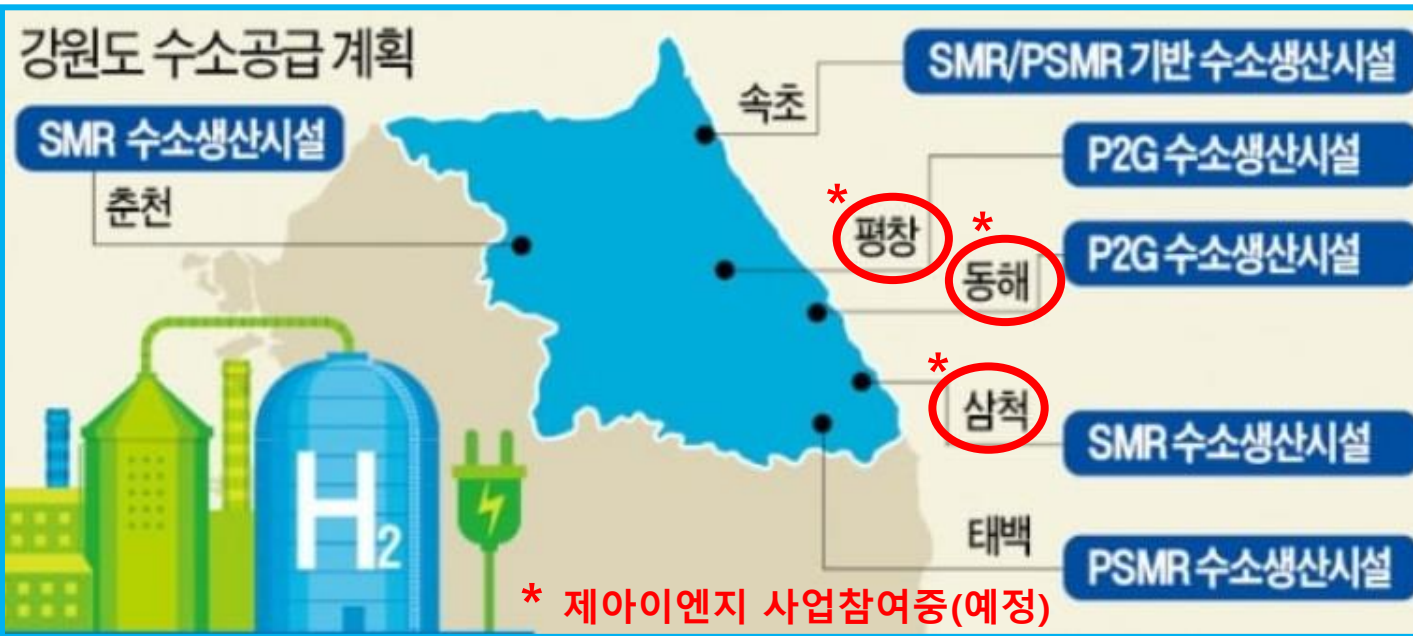 강원도 수소공급 계획
SMR/PSMR 기반 수소생산시설
속초
SMR 수소생산시설
춘천
P2G 수소생산시설
*
평창
*
동해
P2G 수소생산시설
*
삼척
SMR 수소생산시설
태백
PSMR 수소생산시설
H2
* 제아이엔지 사업참여중(예정)